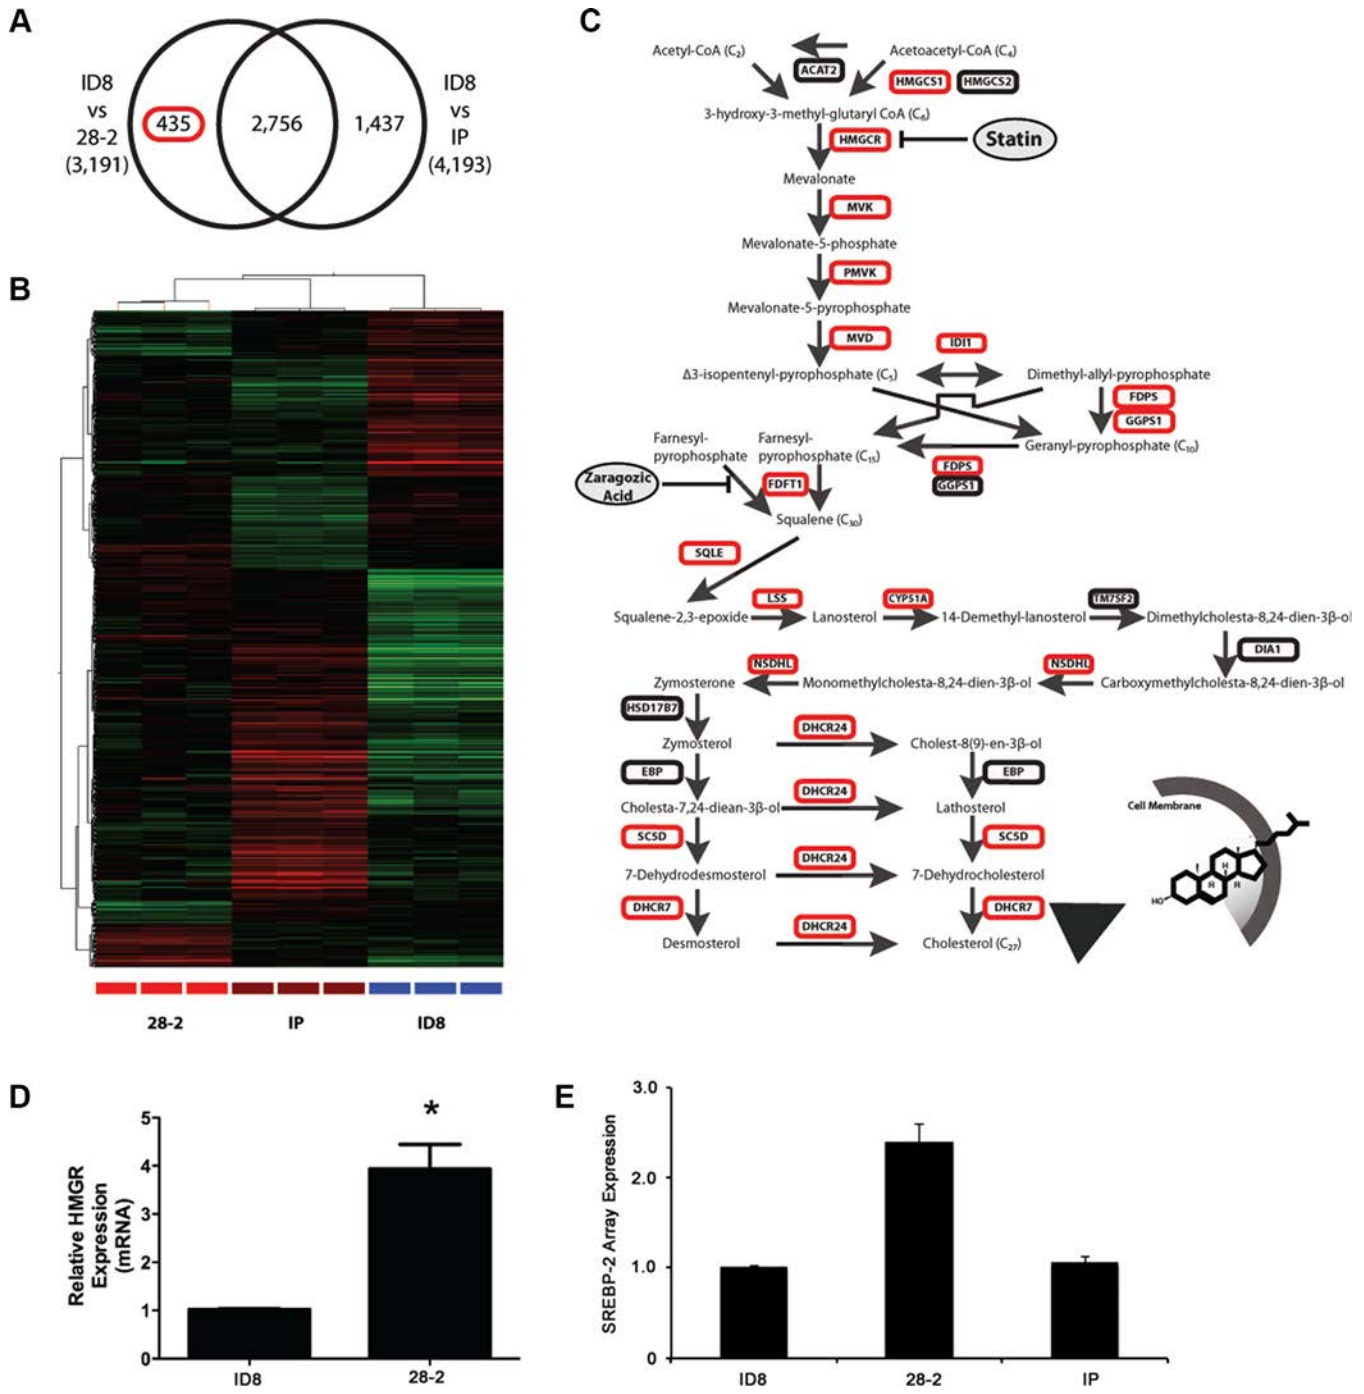 A
ID8
vs
28-2
(3,191)
435
2,756
1,437
ID8
vs
IP
(4,193)
B
28-2
IP
ID8
C
Acetyl-CoA (C₂)
ACAT2
Acetoacetyl-CoA (C₄)
HMGCS1
HMGCS2
3-hydroxy-3-methyl-glutaryl CoA (C₆)
HMGCR
Statin
Mevalonate
MVK
Mevalonate-5-phosphate
PMVK
Mevalonate-5-pyrophosphate
MVD
IDI1
Δ3-isopentenyl-pyrophosphate (C₅)
Dimethyl-allyl-pyrophosphate
FDPS
GGPS1
Farnesyl-
pyrophosphate
Farnesyl-
pyrophosphate (C₁₅)
Geranyl-pyrophosphate (C₁₀)
FDPS
GGPS1
Zaragozic
Acid
FDFT1
Squalene (C₃₀)
SQLE
Squalene-2,3-epoxide
LSS
Lanosterol
CYP51A
14-Demethyl-lanosterol
TM7SF2
Dimethylcholesta-8,24-dien-3β-ol
DIA1
Zymosterone
NSDHL
Monomethylcholesta-8,24-dien-3β-ol
NSDHL
Carboxymethylcholesta-8,24-dien-3β-ol
HSD17B7
Zymosterol
DHCR24
Cholest-8(9)-en-3β-ol
EBP
EBP
Cholesta-7,24-diean-3β-ol
DHCR24
Lathosterol
SC5D
SC5D
7-Dehydrodesmosterol
DHCR24
7-Dehydrocholesterol
DHCR7
DHCR7
Desmosterol
DHCR24
Cholesterol (C₂₇)
Cell Membrane
HO
H
H
H
D
Relative HMGR
Expression
(mRNA)
5
4
3
2
1
0
*
ID8
28-2
E
SREBP-2 Array Expression
3.0
2.0
1.0
0
ID8
28-2
IP